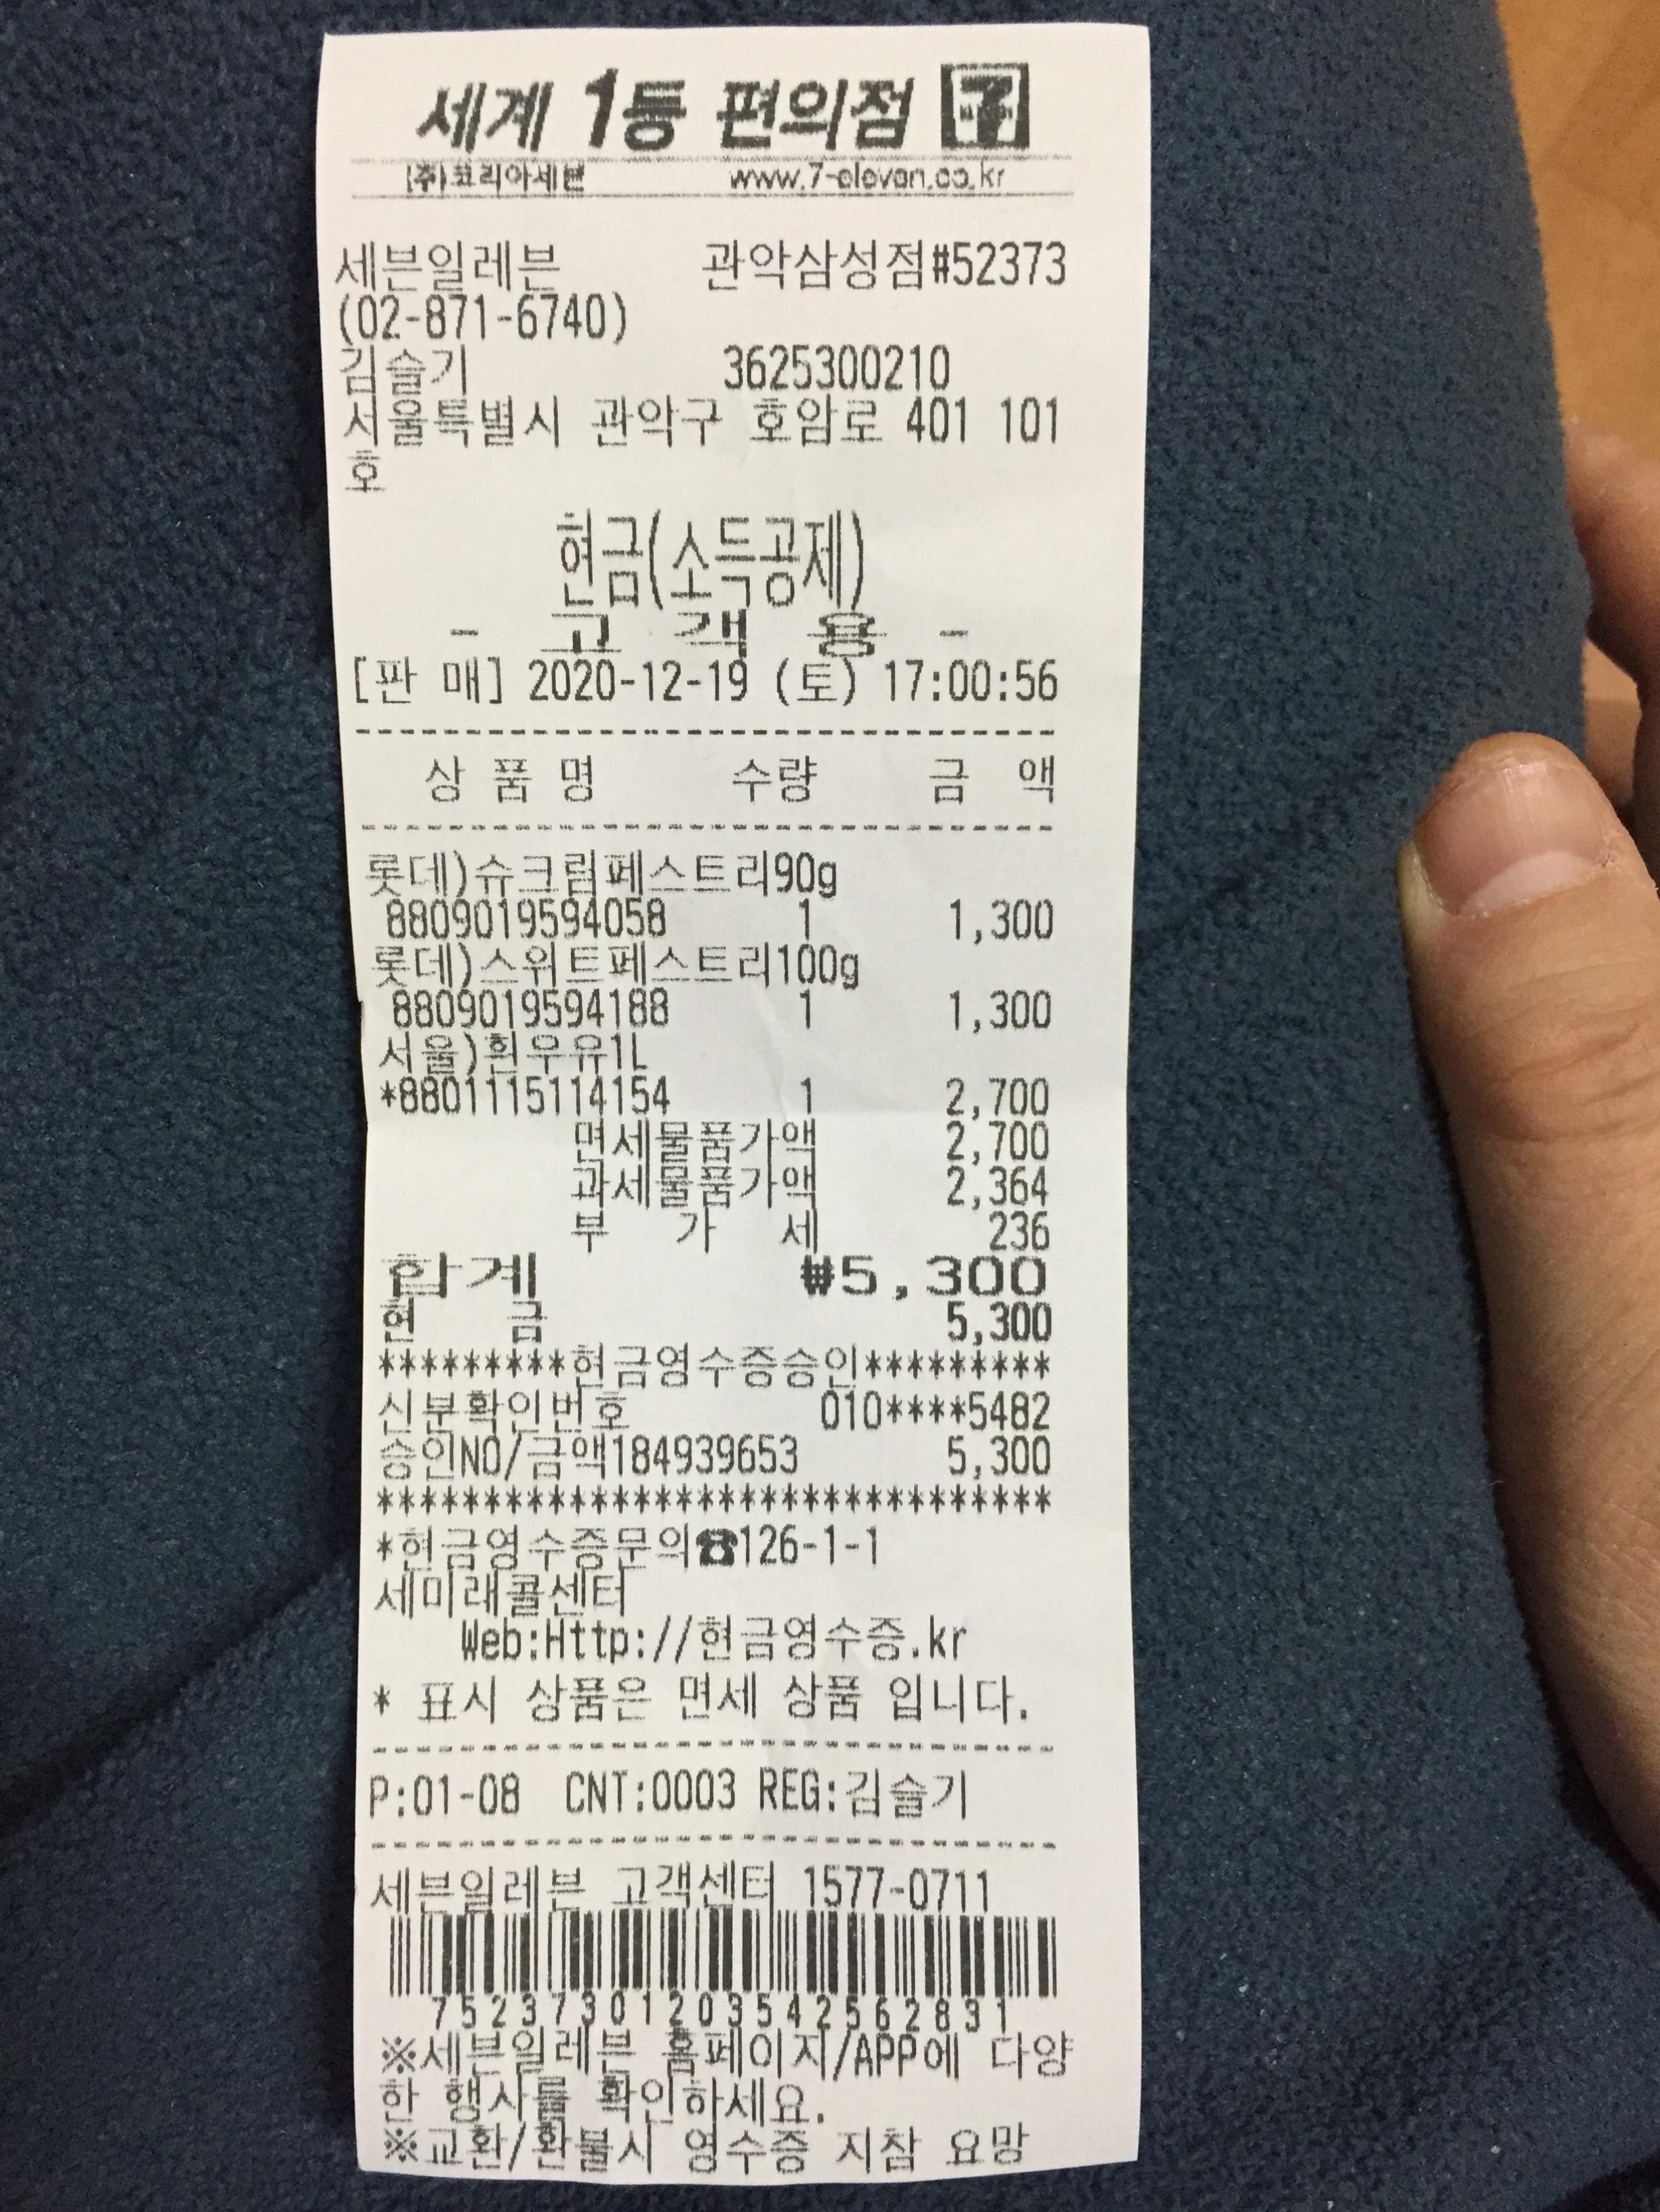 세계 1등 편의점 7
(주)코리아세븐 www.7-eleven.co.kr
세븐일레븐 관악삼성점#52373
(02-871-6740)
김슬기 3625300210
서울특별시 관악구 호암로 401 101
호
현금(소득공제)
- 고 객 용 -
[판 매] 2020-12-19 (토) 17:00:56
상 품 명 수량 금 액
롯데)슈크림페스트리90g
8809019594058 1 1,300
롯데)스위트페스트리100g
8809019594188 1 1,300
서울)흰우유1L
*8801115114154 1 2,700
면세물품가액 2,700
과세물품가액 2,364
부 가 세 236
합계 ₩5,300
현 금 5,300
*********현금영수증승인*********
신분확인번호 010****5482
승인NO/금액184939653 5,300
********************************
*현금영수증문의☎126-1-1
세미래콜센터
Web:Http://현금영수증.kr
* 표시 상품은 면세 상품 입니다.
P:01-08 CNT:0003 REG:김슬기
세븐일레븐 고객센터 1577-0711
75237301203542562831
※세븐일레븐 홈페이지/APP에 다양
한 행사를 확인하세요.
※교환/환불시 영수증 지참 요망